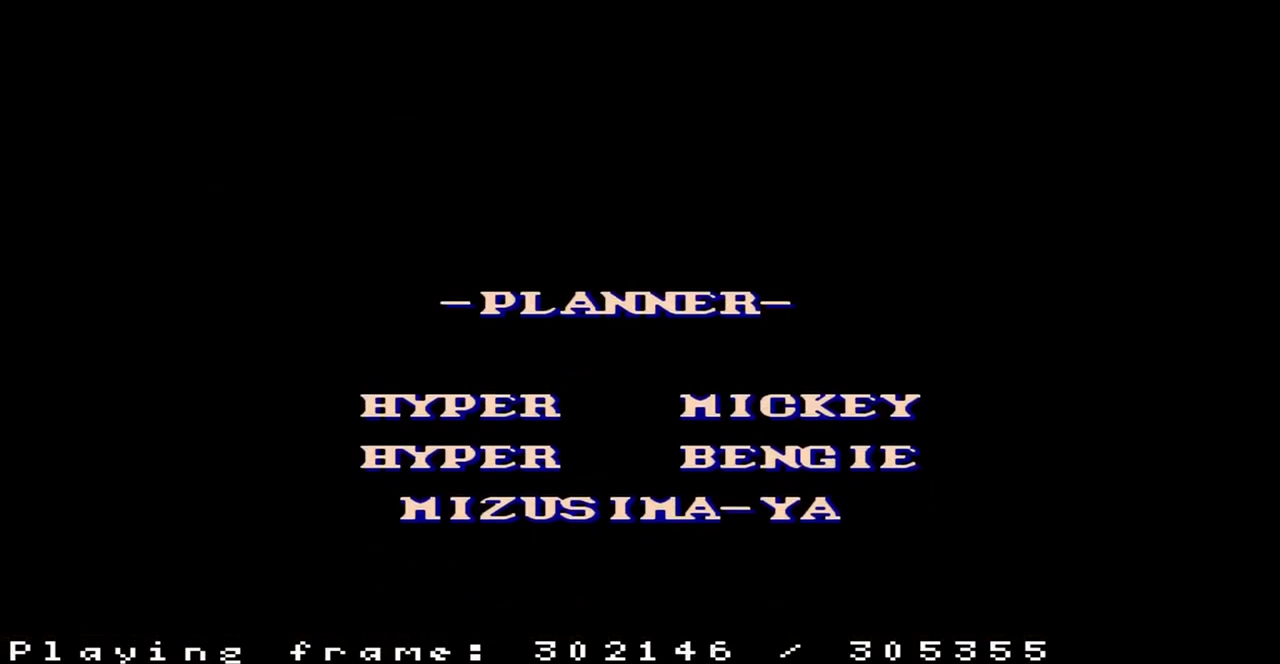 -PLANNER-
HYPER MICKEY
HYPER BENGIE
MIZUSIMA-YA
Playing frame: 302146 / 305355